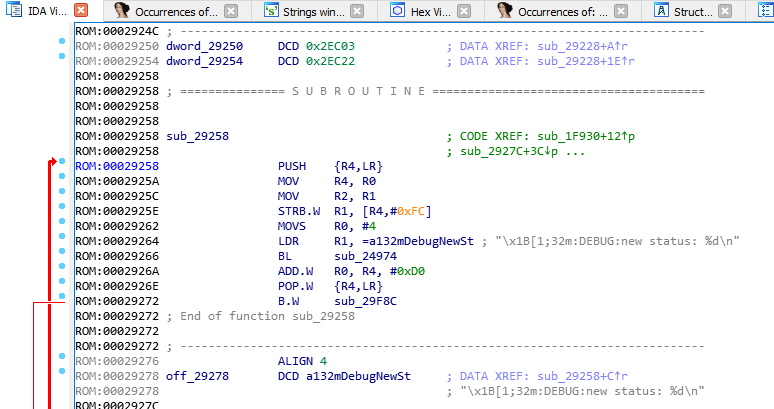 IDA Vi... Occurrences of... Strings win... Hex Vi... Occurrences of: ... Struct...
ROM:0002924C ; ---------------------------------------------------------------------------
ROM:00029250 dword_29250 DCD 0x2EC03 ; DATA XREF: sub_29228+A↑r
ROM:00029254 dword_29254 DCD 0x2EC22 ; DATA XREF: sub_29228+1E↑r
ROM:00029258
ROM:00029258 ; =============== S U B R O U T I N E =======================================
ROM:00029258
ROM:00029258
ROM:00029258 sub_29258 ; CODE XREF: sub_1F930+12↑p
ROM:00029258 ; sub_2927C+3C↓p ...
ROM:00029258 PUSH {R4,LR}
ROM:0002925A MOV R4, R0
ROM:0002925C MOV R2, R1
ROM:0002925E STRB.W R1, [R4,#0xFC]
ROM:00029262 MOVS R0, #4
ROM:00029264 LDR R1, =a132mDebugNewSt ; "\x1B[1;32m:DEBUG:new status: %d\n"
ROM:00029266 BL sub_24974
ROM:0002926A ADD.W R0, R4, #0xD0
ROM:0002926E POP.W {R4,LR}
ROM:00029272 B.W sub_29F8C
ROM:00029272 ; End of function sub_29258
ROM:00029272
ROM:00029272 ; ---------------------------------------------------------------------------
ROM:00029276 ALIGN 4
ROM:00029278 off_29278 DCD a132mDebugNewSt ; DATA XREF: sub_29258+C↑r
ROM:00029278 ; "\x1B[1;32m:DEBUG:new status: %d\n"
ROM:0002927C